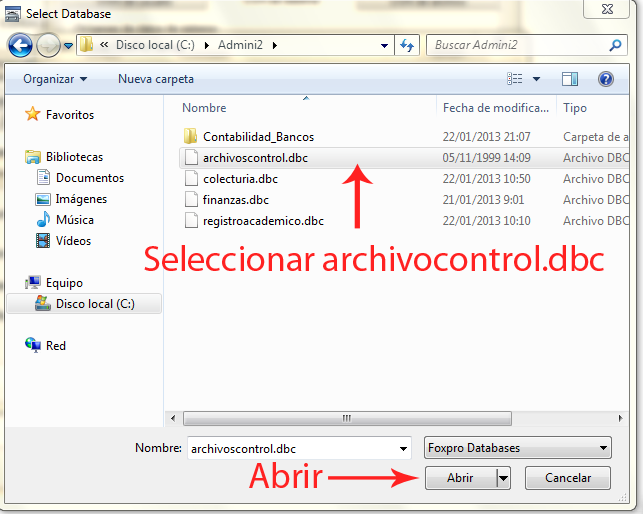 Select Database
« Disco local (C:) ▸ Admini2 ▸
Buscar Admini2
Organizar ▾ Nueva carpeta
Nombre Fecha de modifica... Tipo
Favoritos
Bibliotecas
Documentos
Imágenes
Música
Vídeos
Equipo
Disco local (C:)
Red
Contabilidad_Bancos 22/01/2013 21:07 Carpeta de a
archivoscontrol.dbc 05/11/1999 14:09 Archivo DBC
colecturia.dbc 22/01/2013 10:50 Archivo DBC
finanzas.dbc 21/01/2013 9:01 Archivo DBC
registroacademico.dbc 22/01/2013 10:10 Archivo DBC
Seleccionar archivocontrol.dbc
Nombre: archivoscontrol.dbc Foxpro Databases
Abrir Abrir Cancelar